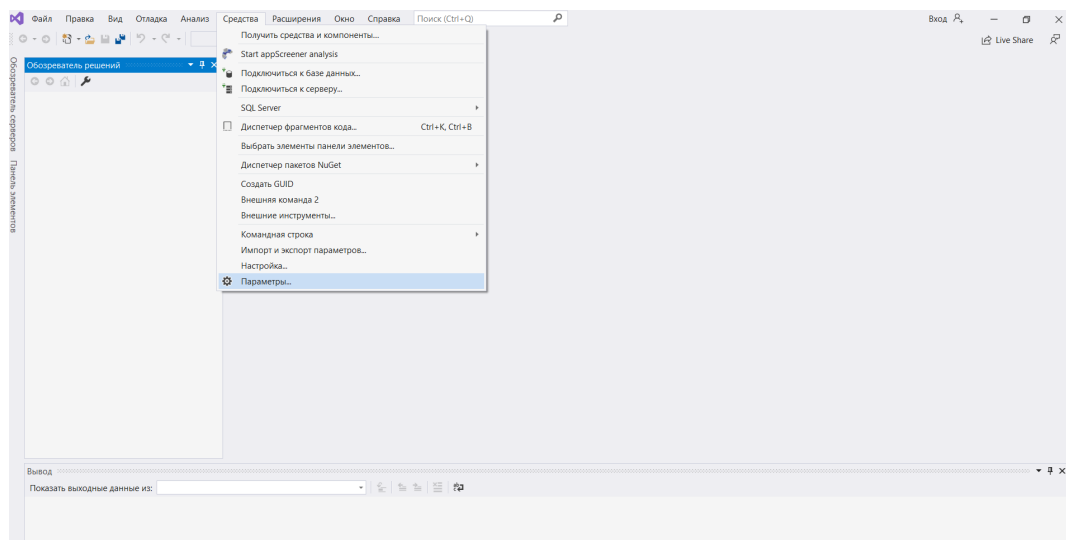 Файл Правка Вид Отладка Анализ Средства Расширения Окно Справка Поиск (Ctrl+Q) Вход
Live Share
Обозреватель серверов
Панель элементов
Обозреватель решений
Получить средства и компоненты...
Start appScreener analysis
Подключиться к базе данных...
Подключиться к серверу...
SQL Server
Диспетчер фрагментов кода... Ctrl+K, Ctrl+B
Выбрать элементы панели элементов...
Диспетчер пакетов NuGet
Создать GUID
Внешняя команда 2
Внешние инструменты...
Командная строка
Импорт и экспорт параметров...
Настройка...
Параметры...
Вывод
Показать выходные данные из: